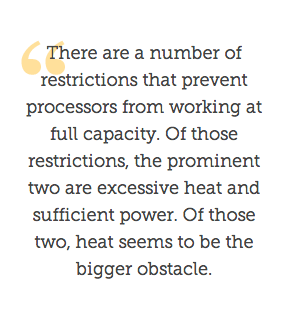 “There are a number of
restrictions that prevent
processors from working at
full capacity. Of those
restrictions, the prominent
two are excessive heat and
sufficient power. Of those
two, heat seems to be the
bigger obstacle.